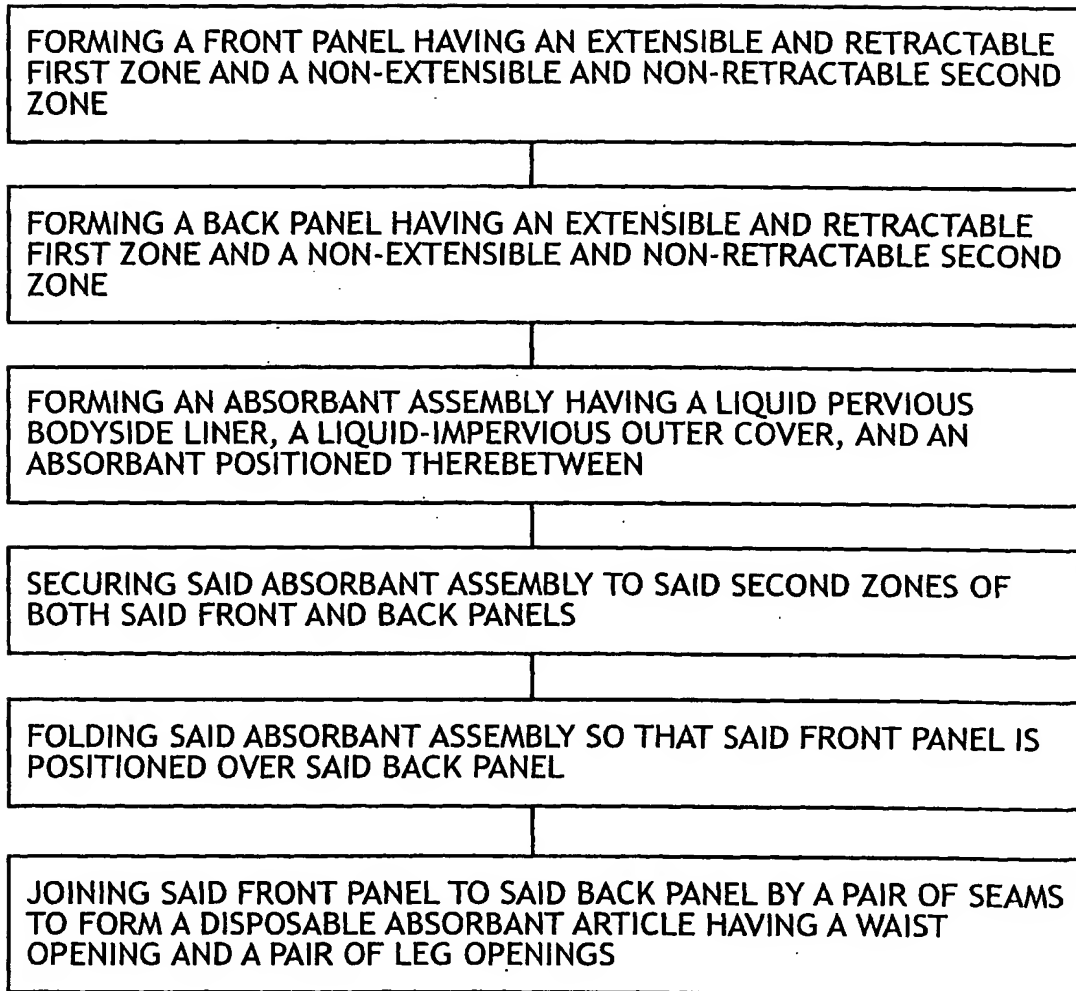 FORMING A FRONT PANEL HAVING AN EXTENSIBLE AND RETRACTABLE
FIRST ZONE AND A NON-EXTENSIBLE AND NON-RETRACTABLE SECOND
ZONE
FORMING A BACK PANEL HAVING AN EXTENSIBLE AND RETRACTABLE
FIRST ZONE AND A NON-EXTENSIBLE AND NON-RETRACTABLE SECOND
ZONE
FORMING AN ABSORBANT ASSEMBLY HAVING A LIQUID PERVIOUS
BODYSIDE LINER, A LIQUID-IMPERVIOUS OUTER COVER, AND AN
ABSORBANT POSITIONED THEREBETWEEN
SECURING SAID ABSORBANT ASSEMBLY TO SAID SECOND ZONES OF
BOTH SAID FRONT AND BACK PANELS
FOLDING SAID ABSORBANT ASSEMBLY SO THAT SAID FRONT PANEL IS
POSITIONED OVER SAID BACK PANEL
JOINING SAID FRONT PANEL TO SAID BACK PANEL BY A PAIR OF SEAMS
TO FORM A DISPOSABLE ABSORBANT ARTICLE HAVING A WAIST
OPENING AND A PAIR OF LEG OPENINGS